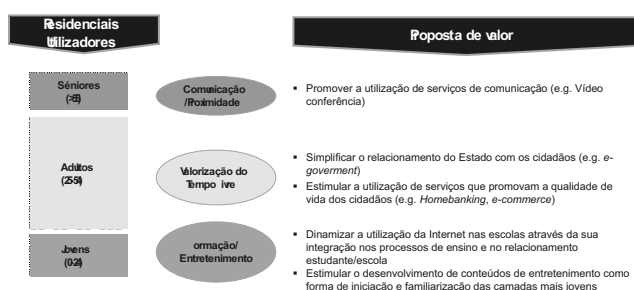 Residenciais
Utilizadores
Proposta de valor
Séniores
(>55)
Comunicação
/Proximidade
▪ Promover a utilização de serviços de comunicação (e.g. Vídeo
conferência)
Adultos
(25-54)
Valorização do
Tempo
▪ Simplificar o relacionamento do Estado com os cidadãos (e.g. e-
goverment)
▪ Estimular a utilização de serviços que promovam a qualidade de
vida dos cidadãos (e.g. Homebanking, e-commerce)
Jovens
(0-24)
ormação/
Entretenimento
▪ Dinamizar a utilização da Internet nas escolas através da sua
integração nos processos de ensino e no relacionamento
estudante/escola
▪ Estimular o desenvolvimento de conteúdos de entretenimento como
forma de iniciação e familiarização das camadas mais jovens